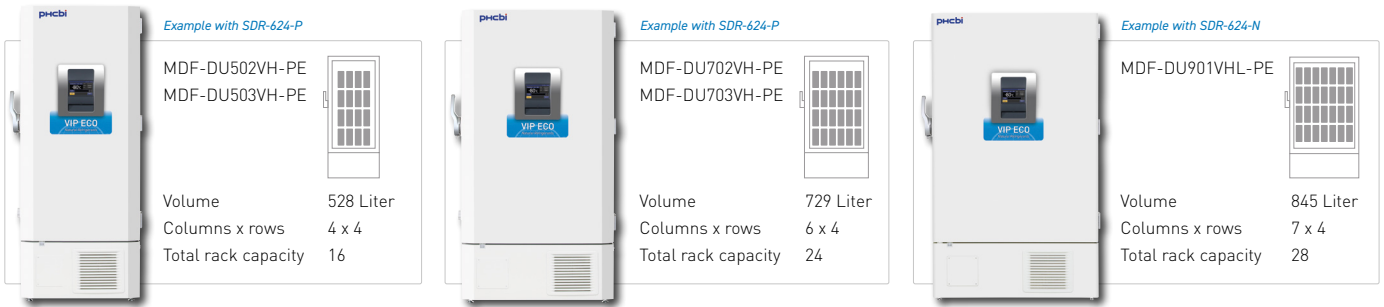 PHCbi
Example with SDR-624-P
MDF-DU502VH-PE
MDF-DU503VH-PE
-80
VIP ECO
Volume 528 Liter
Columns x rows 4 x 4
Total rack capacity 16
PHCbi
Example with SDR-624-P
MDF-DU702VH-PE
MDF-DU703VH-PE
-80
VIP ECO
Volume 729 Liter
Columns x rows 6 x 4
Total rack capacity 24
PHCbi
Example with SDR-624-N
MDF-DU901VHL-PE
-80
VIP ECO
Volume 845 Liter
Columns x rows 7 x 4
Total rack capacity 28